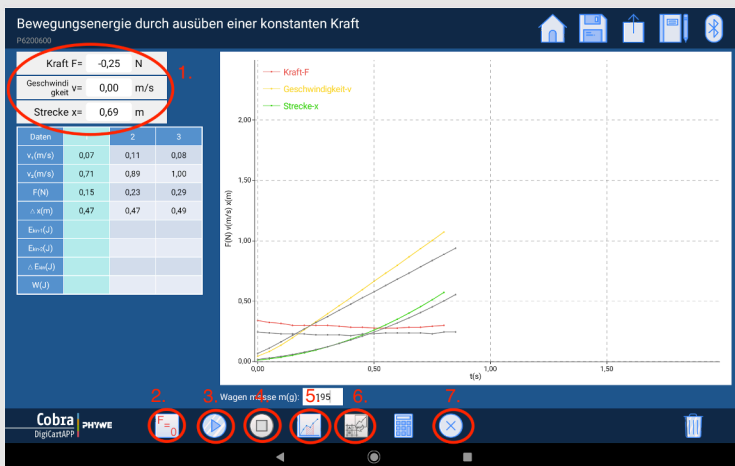 Bewegungsenergie durch ausüben einer konstanten Kraft
P6200600
Kraft F= -0,25 N
1.
Geschwindi
gkeit v= 0,00 m/s
Strecke x= 0,69 m
Daten 2 3
v₁(m/s) 0,07 0,11 0,08
v₂(m/s) 0,71 0,89 1,00
F(N) 0,15 0,23 0,29
△x(m) 0,47 0,47 0,49
Ekin1(J)
Ekin2(J)
△Ekin(J)
W(J)
Kraft-F
Geschwindigkeit-v
Strecke-x
2,00
1,50
1,00
0,50
0,00
F(N) v(m/s) x(m)
0,00 0,50 1,00 1,50
t(s)
Wagen masse m(g): 195
2. 3. 4. 5. 6. 7.
F=0
Cobra PHYWE
DigiCartAPP